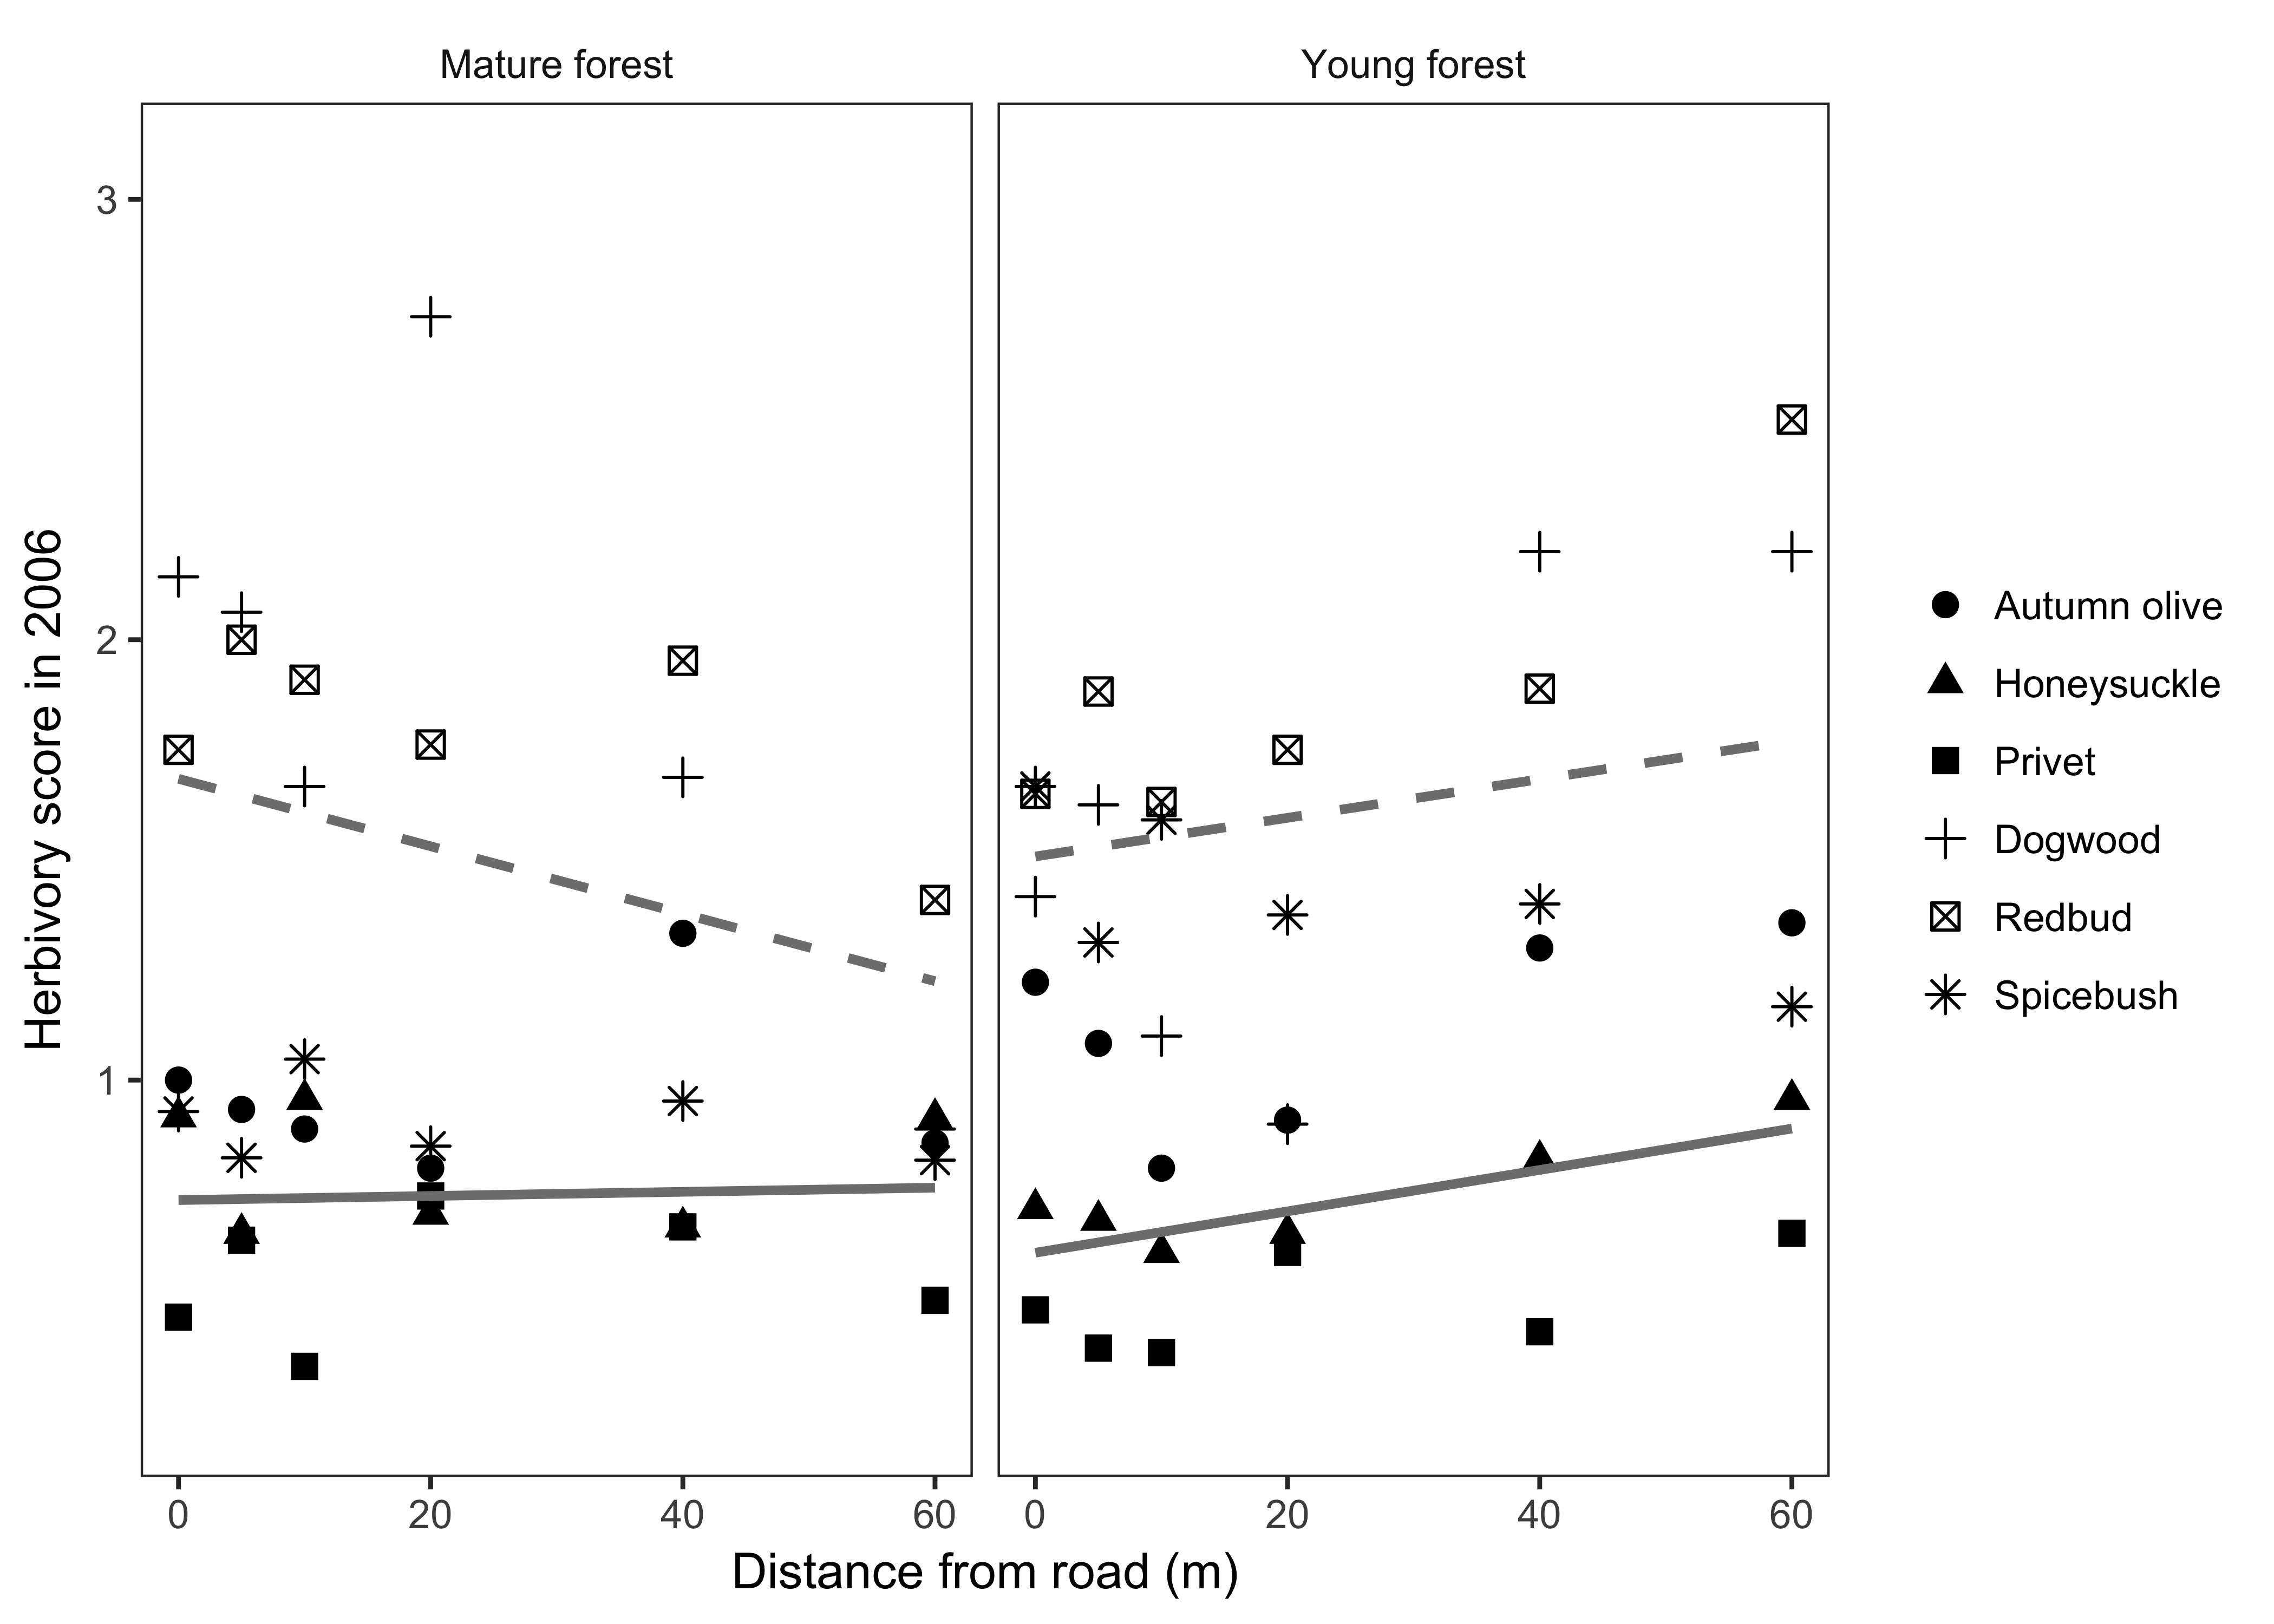 Mature forest
Young forest
3
2
1
Herbivory score in 2006
0 20 40 60
0 20 40 60
Distance from road (m)
Autumn olive
Honeysuckle
Privet
Dogwood
Redbud
Spicebush